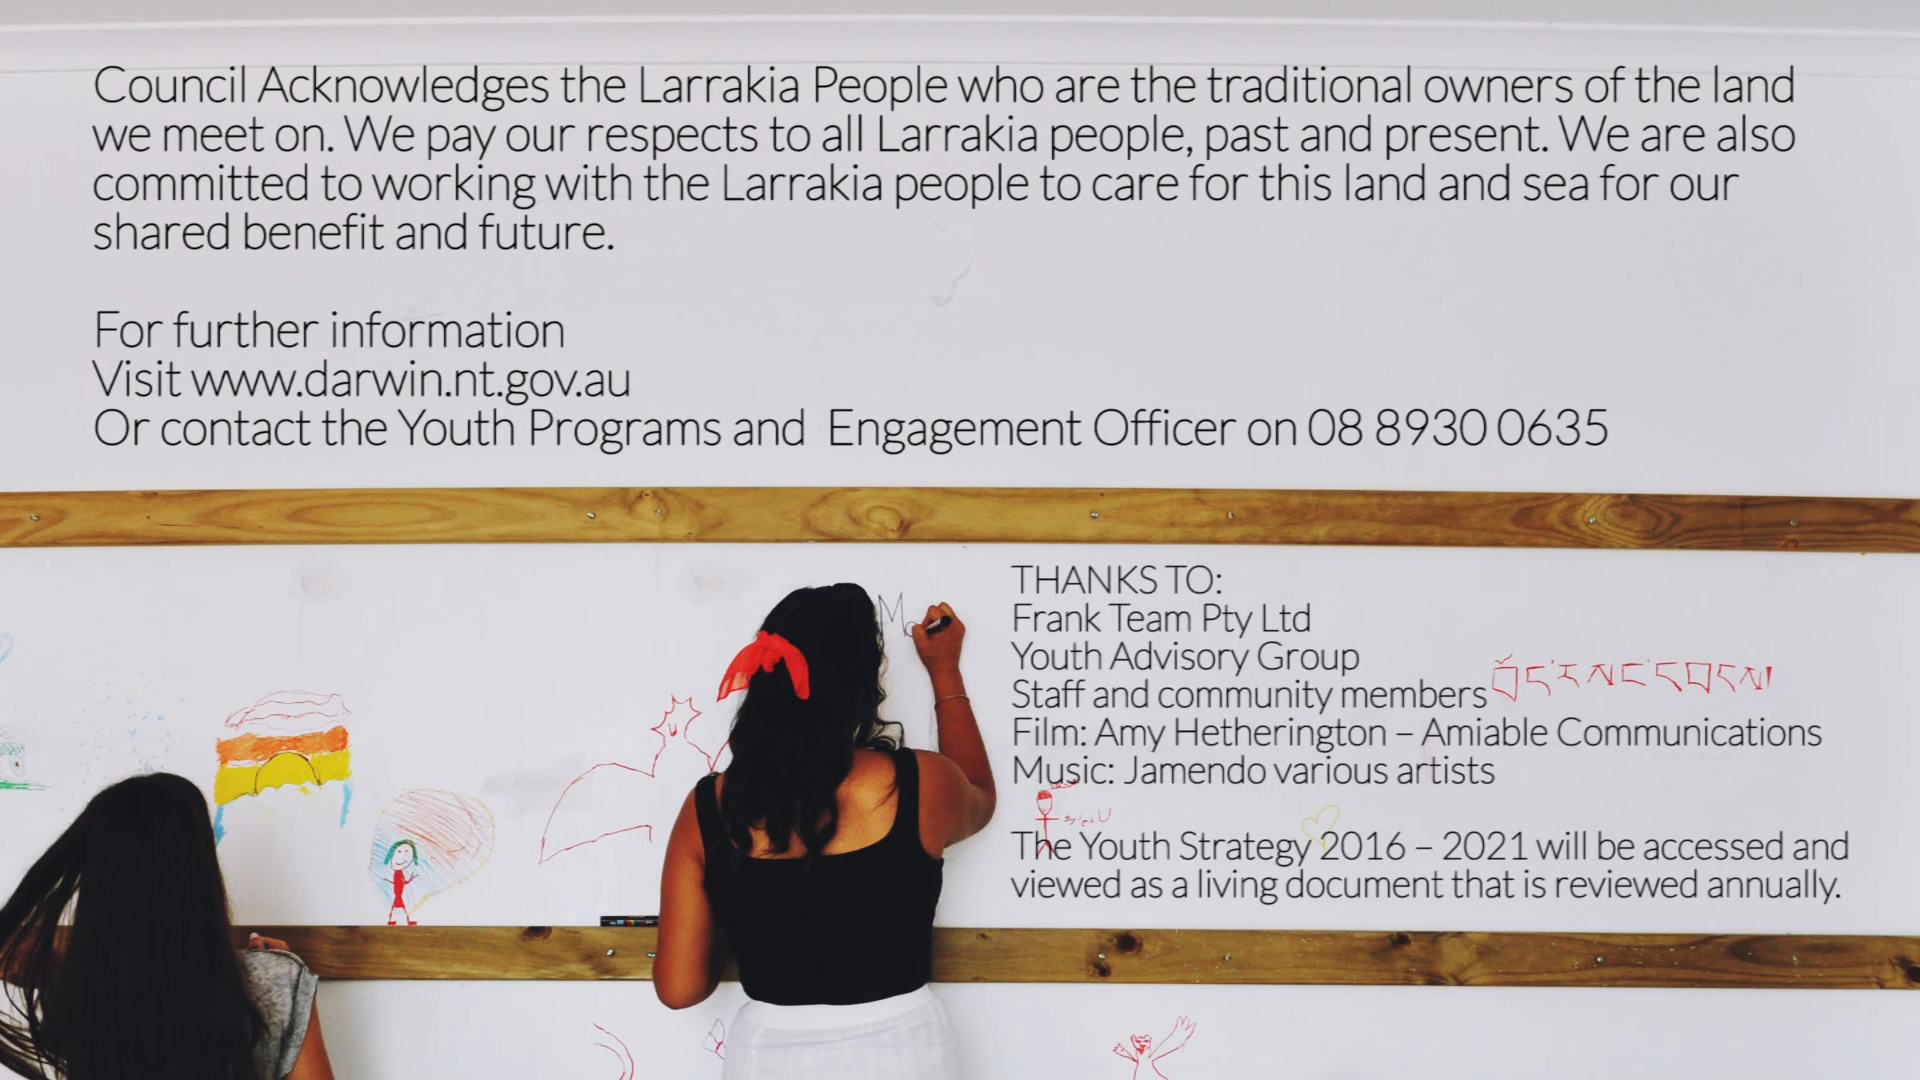 Council Acknowledges the Larrakia People who are the traditional owners of the land
we meet on. We pay our respects to all Larrakia people, past and present. We are also
committed to working with the Larrakia people to care for this land and sea for our
shared benefit and future.
For further information
Visit www.darwin.nt.gov.au
Or contact the Youth Programs and Engagement Officer on 08 8930 0635
Mo
THANKS TO:
Frank Team Pty Ltd
Youth Advisory Group
Staff and community members
Film: Amy Hetherington – Amiable Communications
Music: Jamendo various artists
The Youth Strategy 2016 – 2021 will be accessed and
viewed as a living document that is reviewed annually.